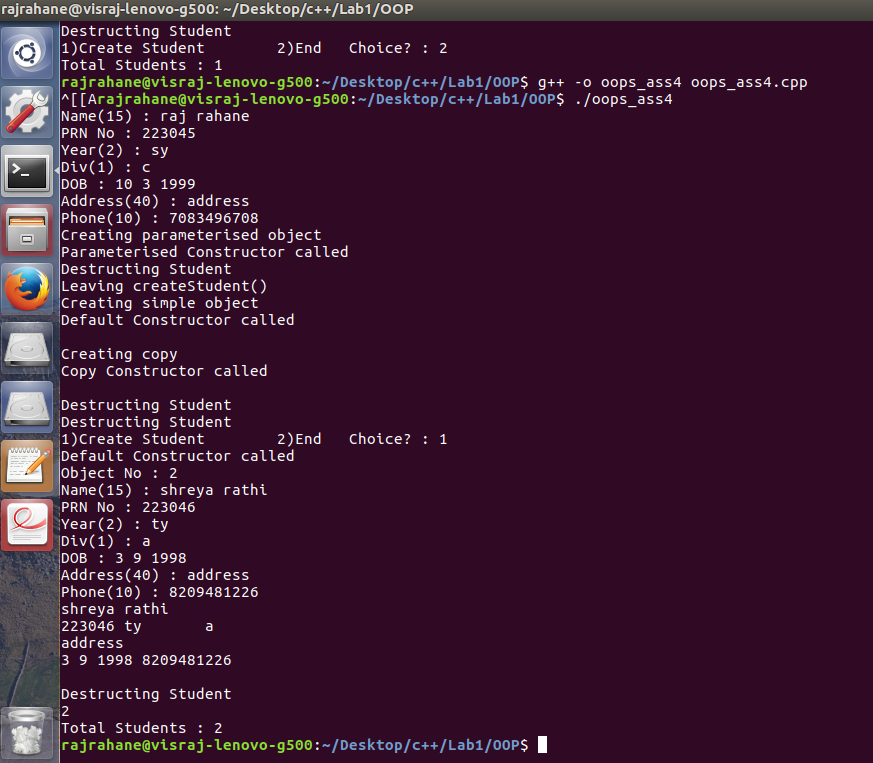 rajrahane@visraj-lenovo-g500: ~/Desktop/c++/Lab1/OOP
Destructing Student
1)Create Student        2)End   Choice? : 2
Total Students : 1
rajrahane@visraj-lenovo-g500:~/Desktop/c++/Lab1/OOP$ g++ -o oops_ass4 oops_ass4.cpp
^[[Arajrahane@visraj-lenovo-g500:~/Desktop/c++/Lab1/OOP$ ./oops_ass4
Name(15) : raj rahane
PRN No : 223045
Year(2) : sy
Div(1) : c
DOB : 10 3 1999
Address(40) : address
Phone(10) : 7083496708
Creating parameterised object
Parameterised Constructor called
Destructing Student
Leaving createStudent()
Creating simple object
Default Constructor called
Creating copy
Copy Constructor called
Destructing Student
Destructing Student
1)Create Student        2)End   Choice? : 1
Default Constructor called
Object No : 2
Name(15) : shreya rathi
PRN No : 223046
Year(2) : ty
Div(1) : a
DOB : 3 9 1998
Address(40) : address
Phone(10) : 8209481226
shreya rathi
223046 ty       a
address
3 9 1998 8209481226
Destructing Student
2
Total Students : 2
rajrahane@visraj-lenovo-g500:~/Desktop/c++/Lab1/OOP$